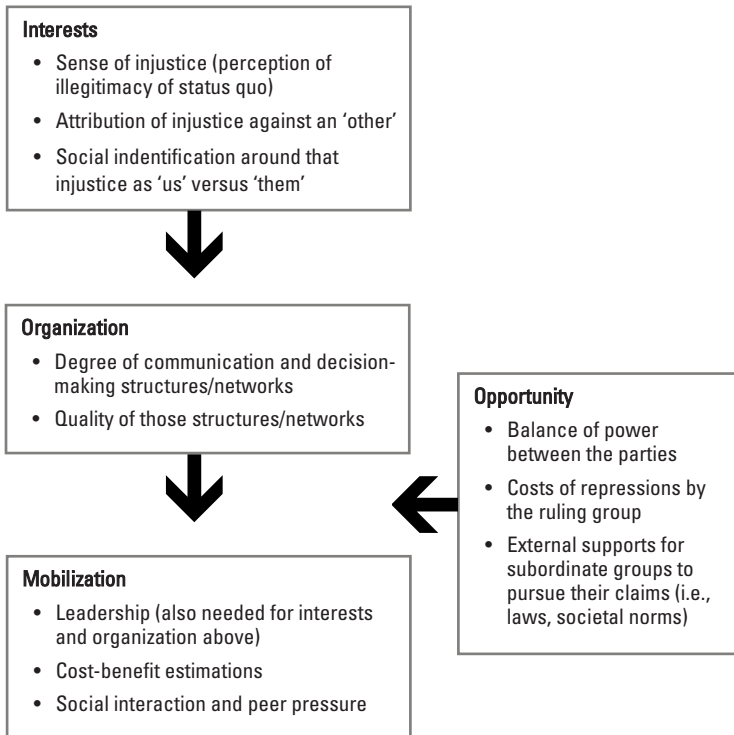 Interests
• Sense of injustice (perception of
illegitimacy of status quo)
• Attribution of injustice against an ‘other’
• Social indentification around that
injustice as ‘us’ versus ‘them’
Organization
• Degree of communication and decision-
making structures/networks
• Quality of those structures/networks
Opportunity
• Balance of power
between the parties
• Costs of repressions by
the ruling group
• External supports for
subordinate groups to
pursue their claims (i.e.,
laws, societal norms)
Mobilization
• Leadership (also needed for interests
and organization above)
• Cost-benefit estimations
• Social interaction and peer pressure